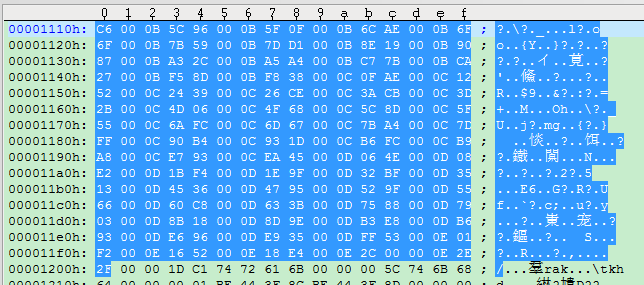 0 1 2 3 4 5 6 7 8 9 a b c d e f
00001110h: C6 00 0B 5C 96 00 0B 5F 0F 00 0B 6C AE 00 0B 6F ; ?.\?._...l?.o
00001120h: 6F 00 0B 7B 59 00 0B 7D D1 00 0B 8E 19 00 0B 90 ; o..{Y..}?.?..?
00001130h: 87 00 0B A3 2C 00 0B A5 A4 00 0B C7 7B 00 0B CA
00001140h: 27 00 0B F5 8D 00 0B F8 38 00 0C 0F AE 00 0C 12
00001150h: 52 00 0C 24 39 00 0C 26 CE 00 0C 3A CB 00 0C 3D ; R..$9..&?.:?.=
00001160h: 2B 00 0C 4D 06 00 0C 4F 68 00 0C 5C 8D 00 0C 5F ; +..M...Oh..\?._
00001170h: 55 00 0C 6A FC 00 0C 6D 67 00 0C 7B A4 00 0C 7D ; U..j?.mg..{?.}
00001180h: FF 00 0C 90 B4 00 0C 93 1D 00 0C B6 FC 00 0C B9
00001190h: A8 00 0C E7 93 00 0C EA 45 00 0D 06 4E 00 0D 08
000011a0h: E2 00 0D 1B F4 00 0D 1E 9F 00 0D 32 BF 00 0D 35 ; ?..?..?.2?.5
000011b0h: 13 00 0D 45 36 00 0D 47 95 00 0D 52 9F 00 0D 55 ; ...E6..G?.R?.U
000011c0h: 66 00 0D 60 C8 00 0D 63 3B 00 0D 75 88 00 0D 79 ; f..`?.c;..u?.y
000011d0h: 03 00 0D 8B 18 00 0D 8D 9E 00 0D B3 E8 00 0D B6
000011e0h: 93 00 0D E6 96 00 0D E9 35 00 0D FF 53 00 0E 01
000011f0h: F2 00 0E 16 52 00 0E 18 E4 00 0E 2C 00 00 0E 2E ; ?..R...?.,....
00001200h: 2F 00 00 1D C1 74 72 61 6B 00 00 00 5C 74 6B 68 ; /...羣rak...\tkh